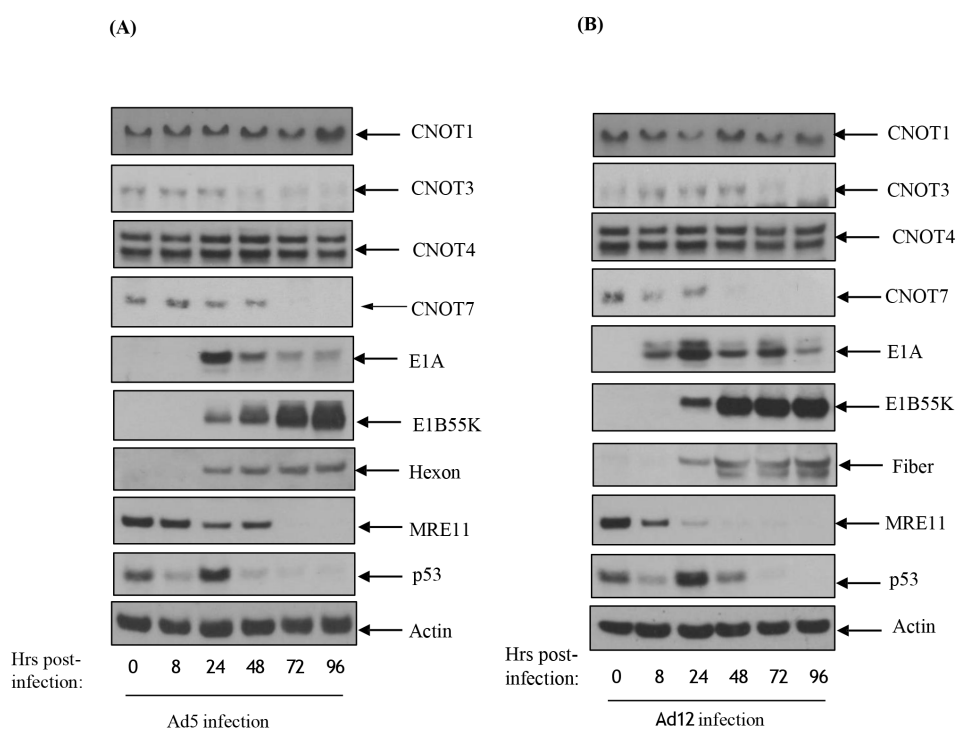 (A)
CNOT1
CNOT3
CNOT4
CNOT7
E1A
E1B55K
Hexon
MRE11
p53
Actin
Hrs post-
infection:
0 8 24 48 72 96
Ad5 infection
(B)
CNOT1
CNOT3
CNOT4
CNOT7
E1A
E1B55K
Fiber
MRE11
p53
Actin
Hrs post-
infection:
0 8 24 48 72 96
Ad12 infection